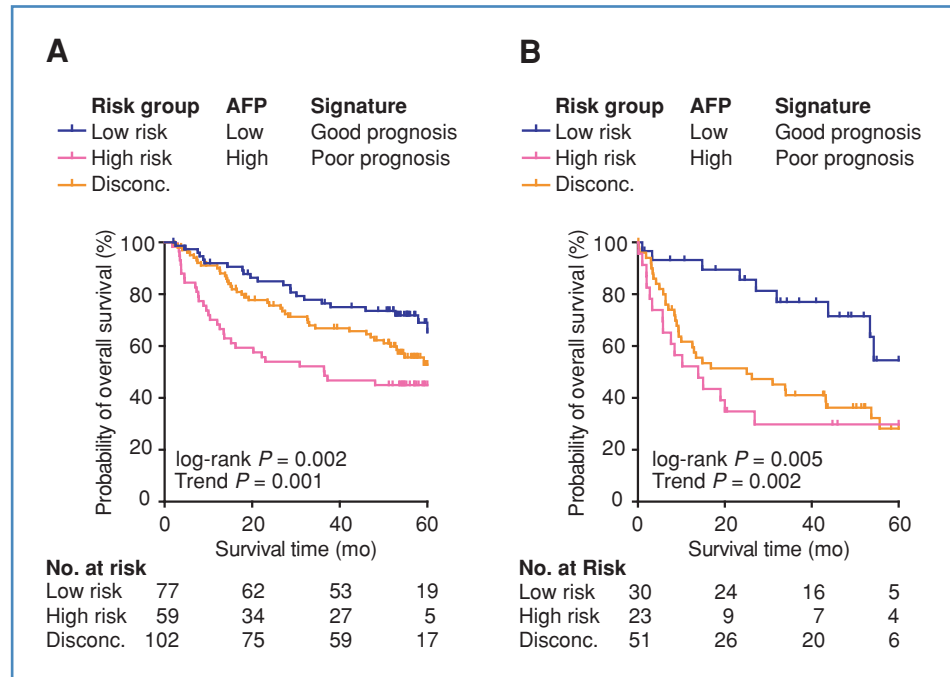 A
Risk group AFP Signature
Low risk Low Good prognosis
High risk High Poor prognosis
Disconc.
Probability of overall survival (%)
100
80
60
40
20
0
log-rank P = 0.002
Trend P = 0.001
0 20 40 60
Survival time (mo)
No. at risk
Low risk 77 62 53 19
High risk 59 34 27 5
Disconc. 102 75 59 17
B
Risk group AFP Signature
Low risk Low Good prognosis
High risk High Poor prognosis
Disconc.
Probability of overall survival (%)
100
80
60
40
20
0
log-rank P = 0.005
Trend P = 0.002
0 20 40 60
Survival time (mo)
No. at Risk
Low risk 30 24 16 5
High risk 23 9 7 4
Disconc. 51 26 20 6